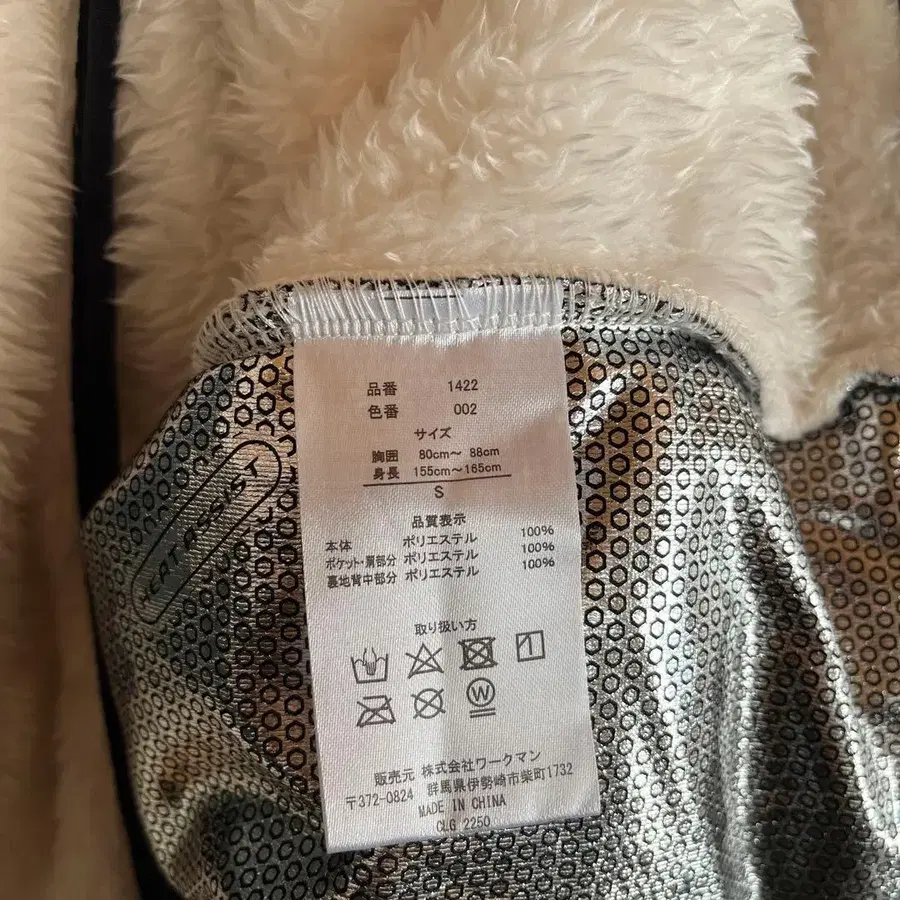 品番 1422
色番 002
サイズ
胸囲 80cm～ 88cm
身長 155cm～165cm
S
品質表示
本体 ポリエステル 100%
ポケット・肩部分 ポリエステル 100%
裏地背中部分 ポリエステル 100%
取り扱い方
1
W
販売元 株式会社ワークマン
〒372-0824 群馬県伊勢崎市柴町1732
MADE IN CHINA
CLG 2250
EAT ASSIST